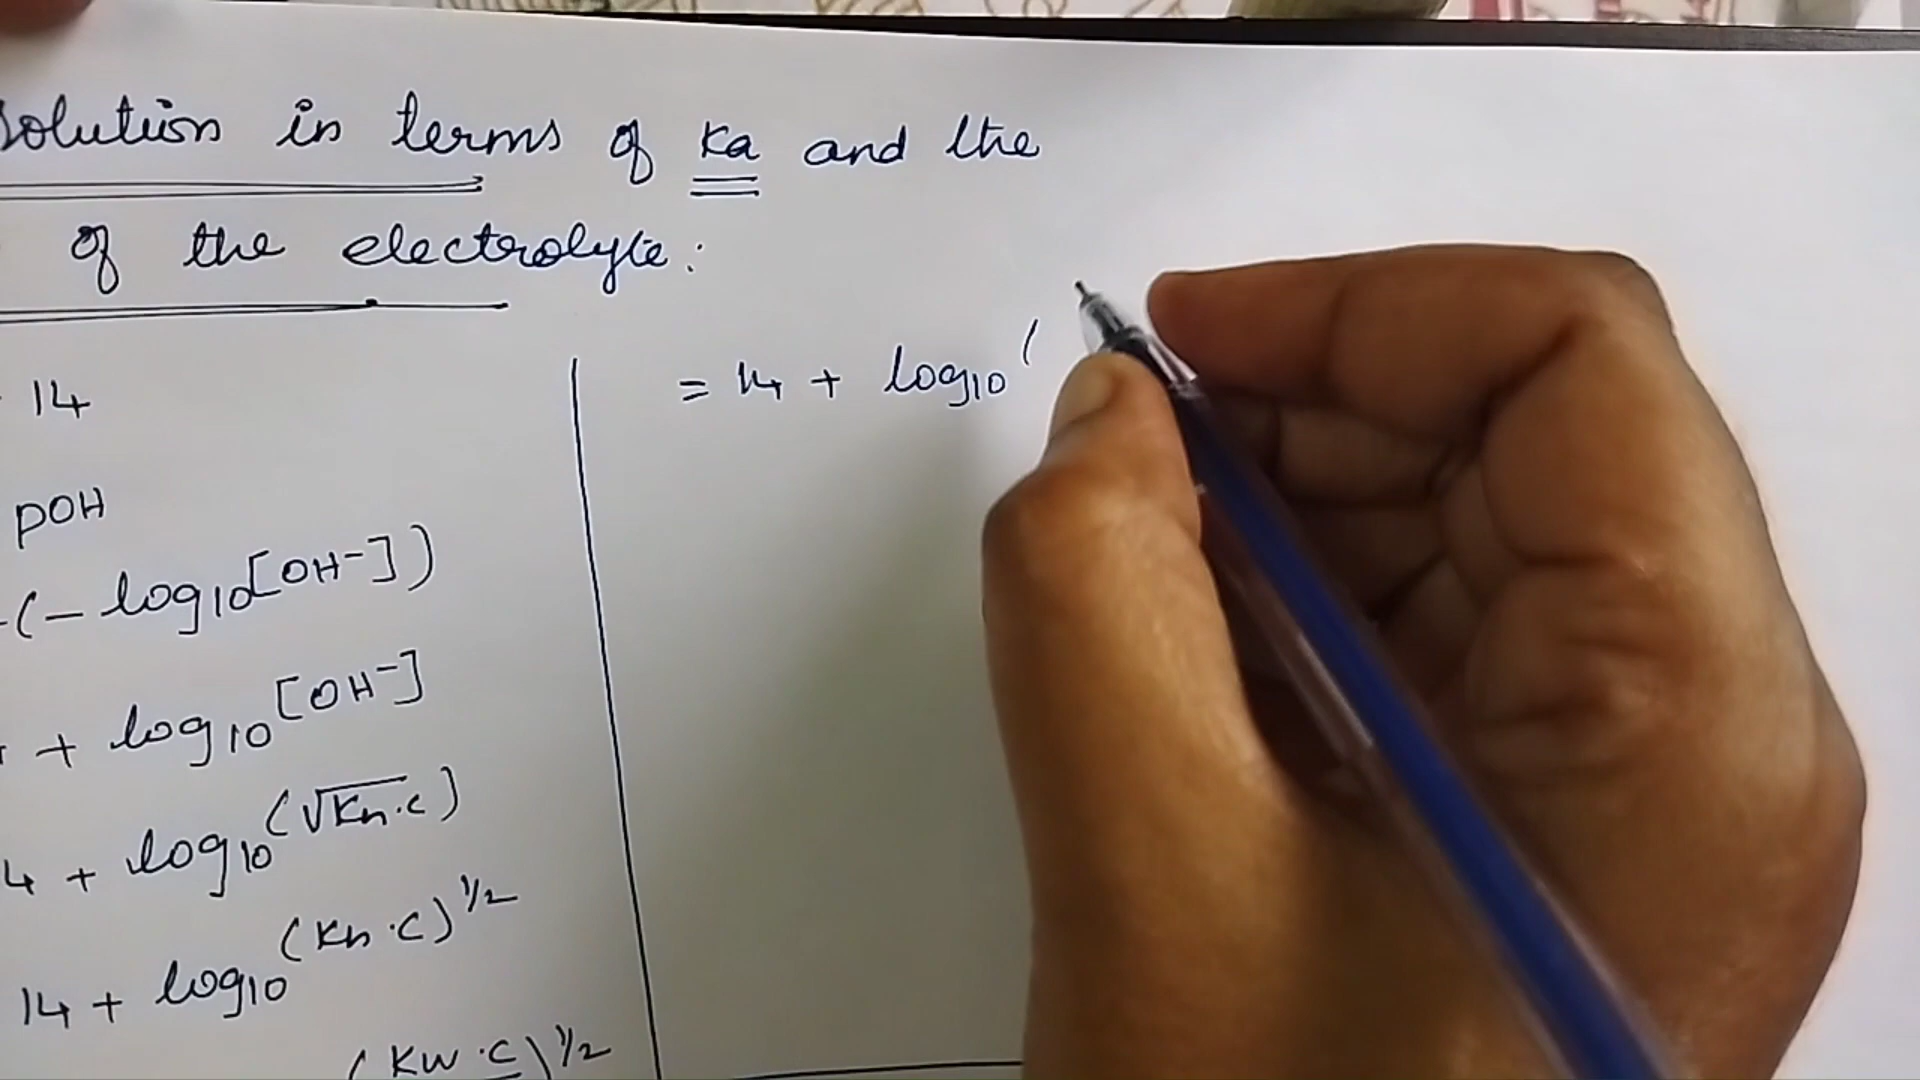 solution in terms of Ka and the
of the electrolyte:
14
pOH
-(- log10[OH-])
+ log10[OH-]
4 + log10(√Kh.c)
14 + log10(Kh.c)1/2
(Kw.c)1/2
= 14 + log10(